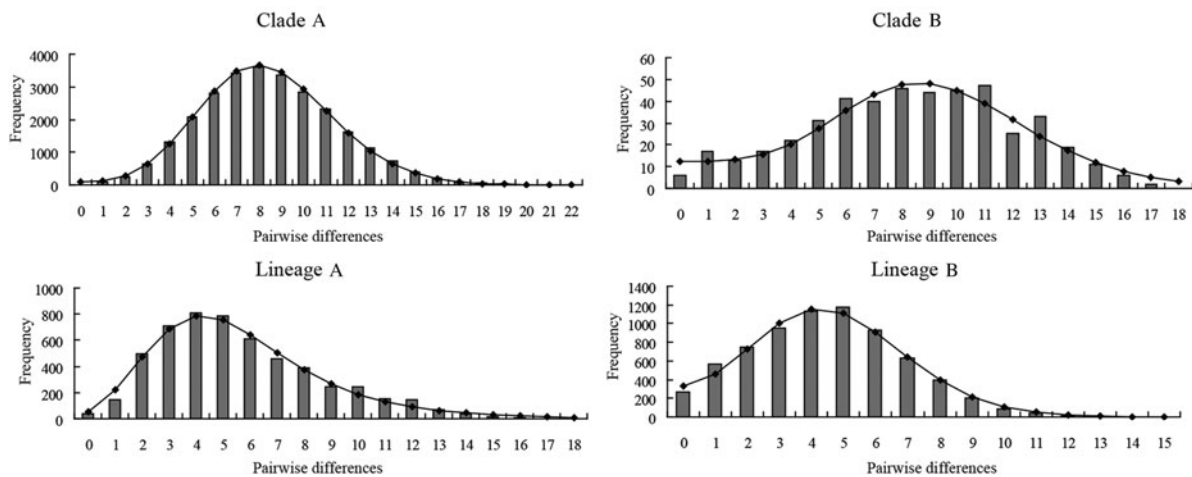 Clade A
Frequency
4000
3000
2000
1000
0
0 1 2 3 4 5 6 7 8 9 10 11 12 13 14 15 16 17 18 19 20 21 22
Pairwise differences
Clade B
Frequency
60
50
40
30
20
10
0
0 1 2 3 4 5 6 7 8 9 10 11 12 13 14 15 16 17 18
Pairwise differences
Lineage A
Frequency
1000
800
600
400
200
0
0 1 2 3 4 5 6 7 8 9 10 11 12 13 14 15 16 17 18
Pairwise differences
Lineage B
Frequency
1400
1200
1000
800
600
400
200
0
0 1 2 3 4 5 6 7 8 9 10 11 12 13 14 15
Pairwise differences